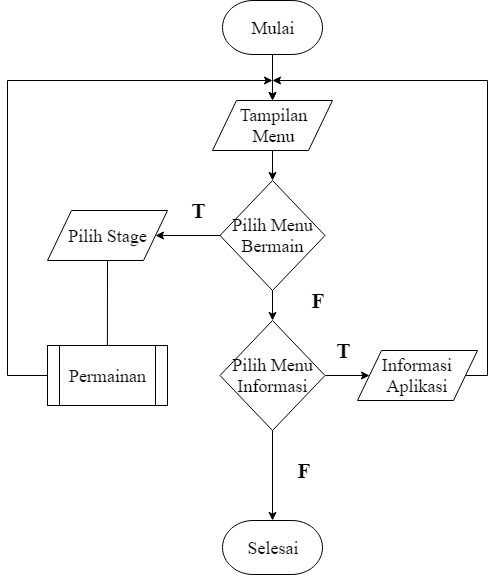 Mulai
Tampilan
Menu
Pilih Menu
Bermain
T
Pilih Stage
F
Pilih Menu
Informasi
T
Informasi
Aplikasi
Permainan
F
Selesai